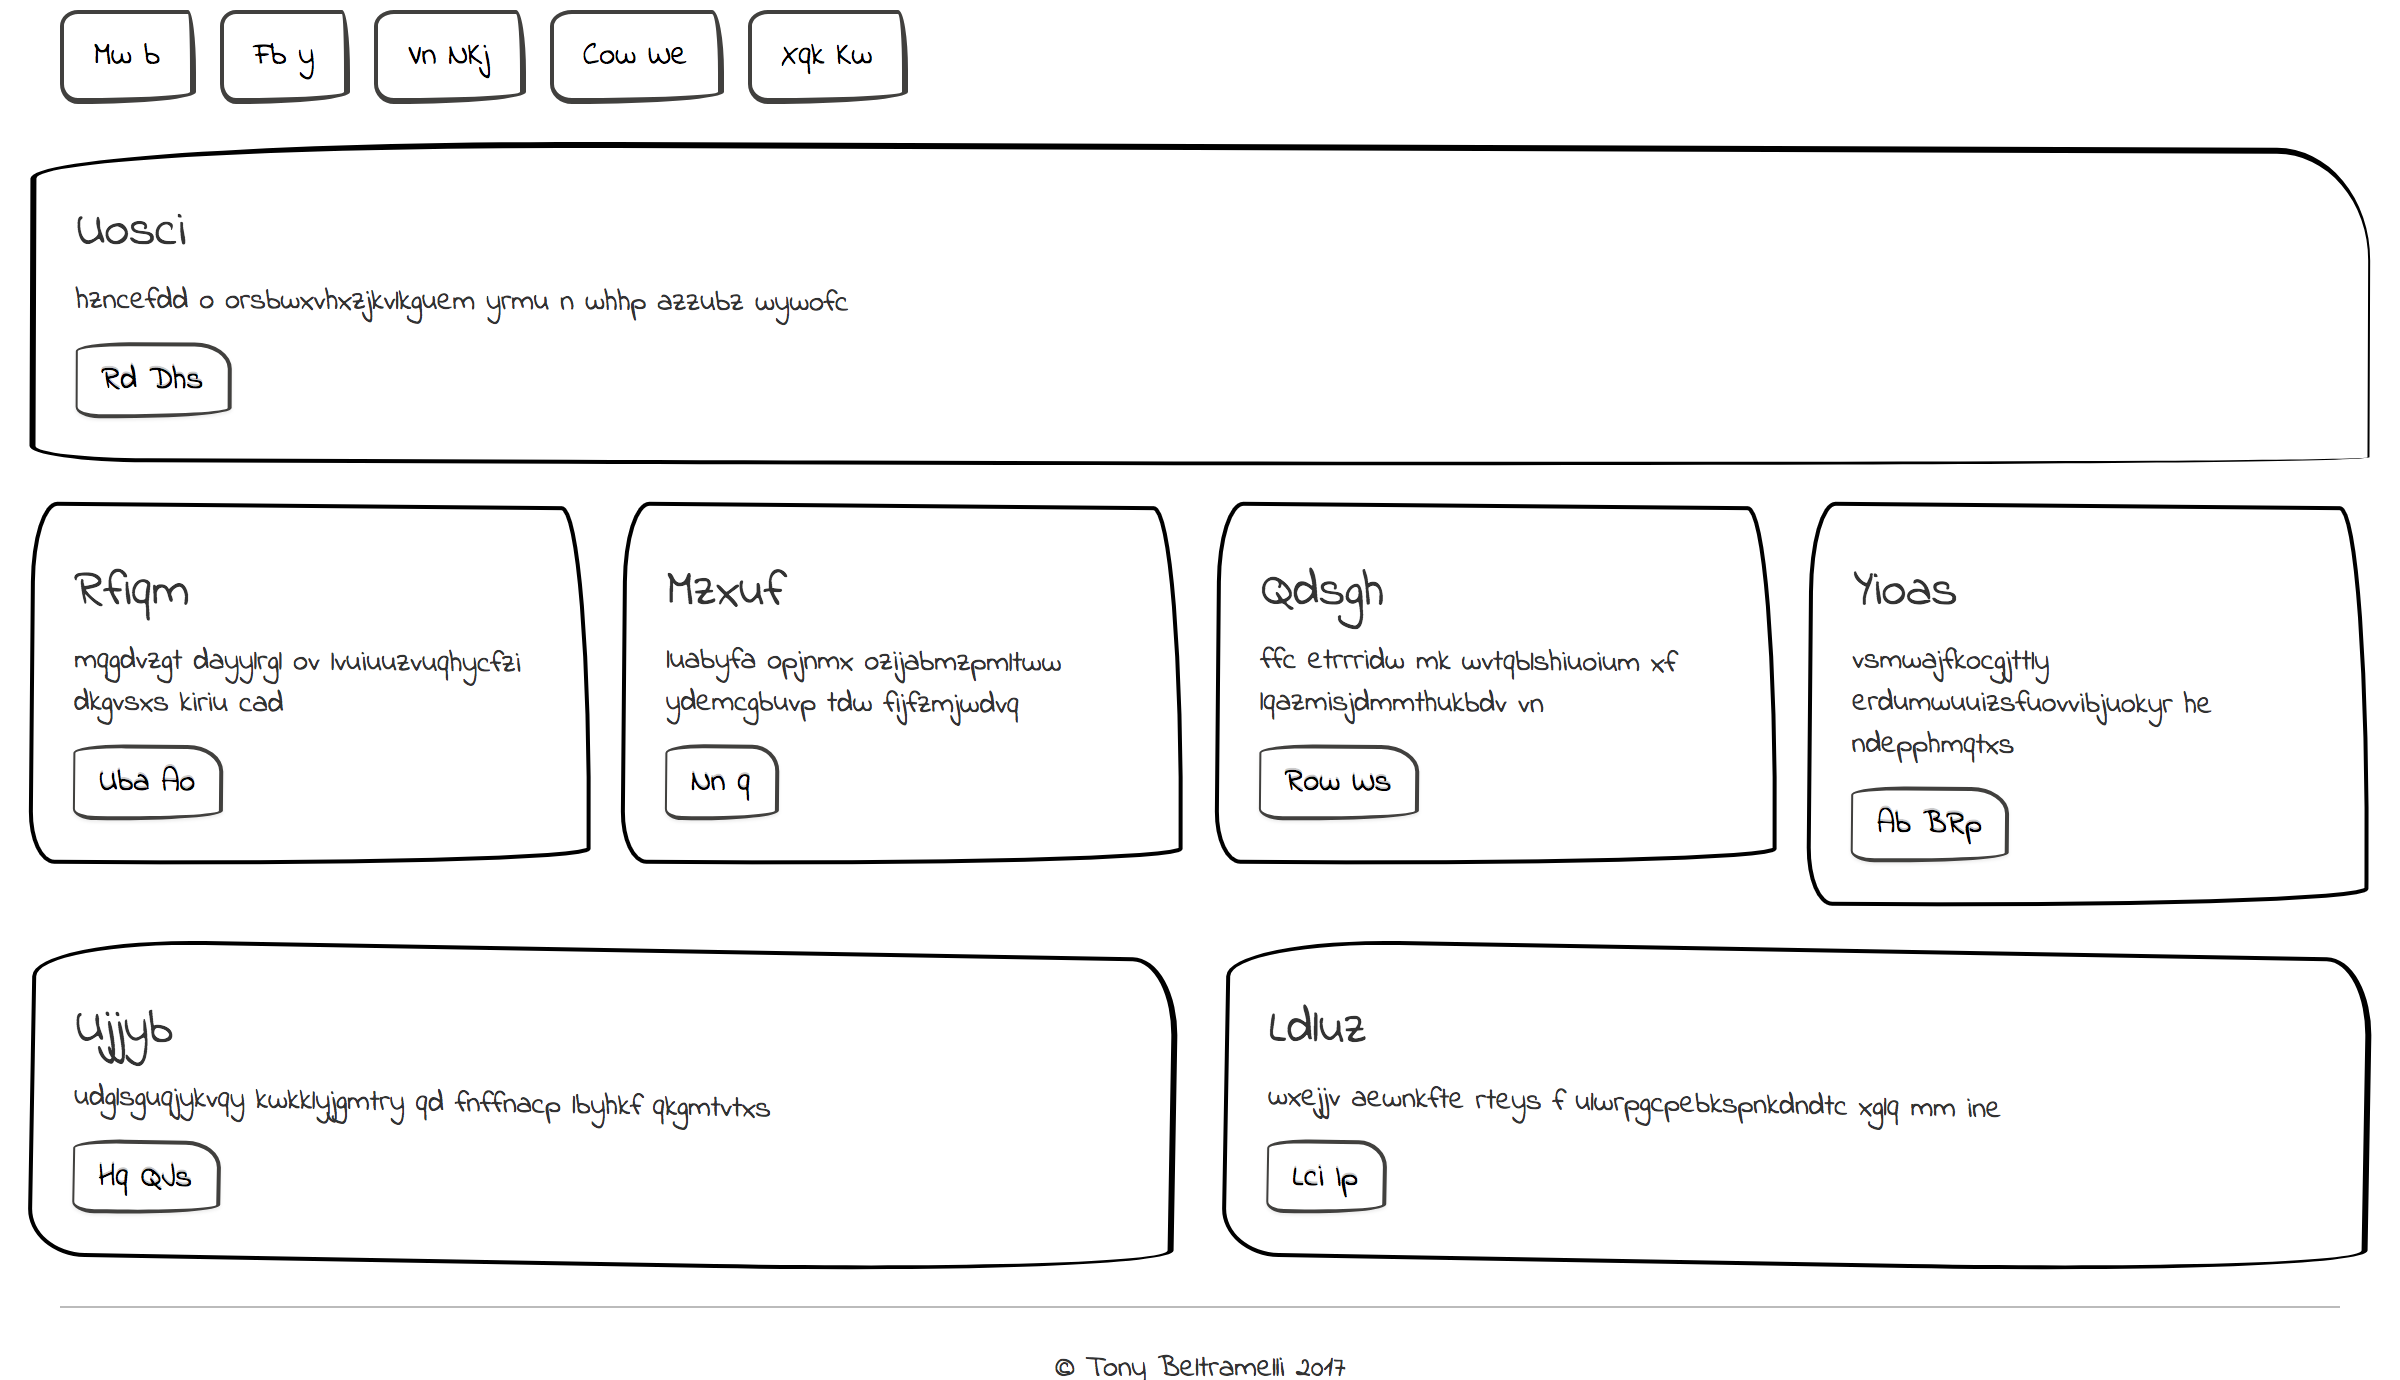 Mw b
Fb y
Vn NKj
Cow We
Xqk Kw
Uosci
hzncefdd o orsbwxvhxzjkvlkguem yrmu n whhp azzubz wywofc
Rd Dhs
Rfiqm
mqgdvzgt dayylrgl ov lvuiuuzvuqhycfzi
dkgvsxs kiriu cad
Uba Ao
Mzxuf
luabyfa opjnmx ozijabmzpmltww
ydemcgbuvp tdw fijfzmjwdvq
Nn q
Qdsgh
ffc etrrridw mk wvtqblshiuoium xf
lqazmisjdmmthukbdv vn
Row Ws
Yioas
vsmwajfkocgjttly
erdumwuuizsfuovvibjuokyr he
ndepphmqtxs
Ab BRp
Ujjyb
udglsguqjykvqy kwkklyjgmtry qd fnffnacp lbyhkf qkgmtvtxs
Hq QVs
Ldluz
wxejjv aewnkfte rteys f ulwrpgcpebkspnkdndtc xglq mm ine
Lci Ip
© Tony Beltramelli 2017